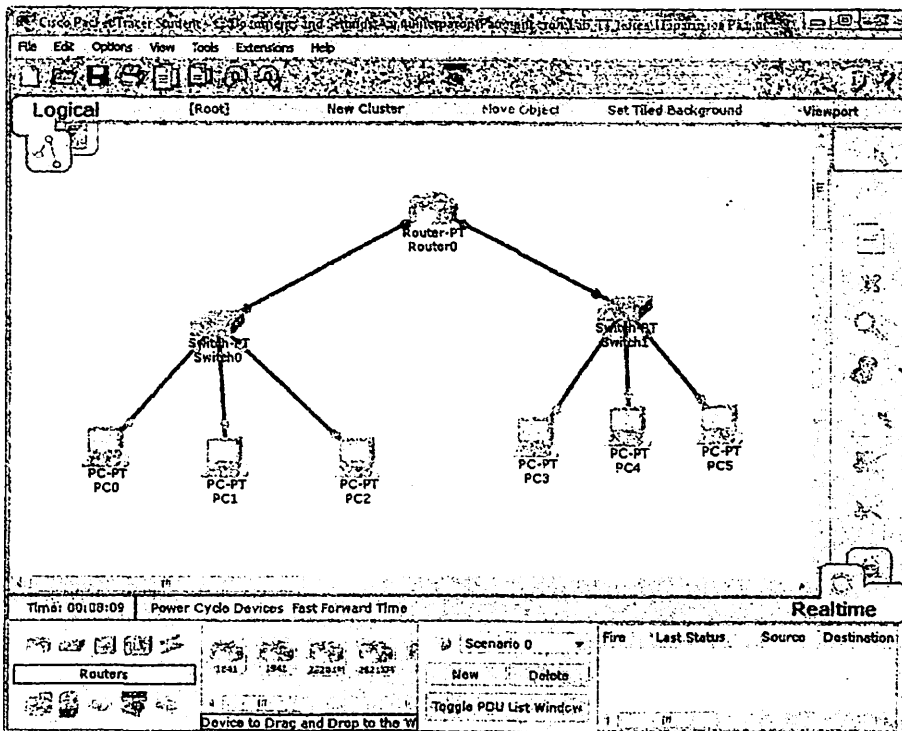 File Edit Options View Tools Extensions Help
Logical [Root] New Cluster Move Object Set Tiled Background Viewport
Router-PT
Router0
Switch-PT
Switch0
Switch-PT
Switch1
PC-PT
PC0
PC-PT
PC1
PC-PT
PC2
PC-PT
PC3
PC-PT
PC4
PC-PT
PC5
Time: 00:08:09 Power Cycle Devices Fast Forward Time Realtime
Routers
1841 1941
Device to Drag and Drop to the W
Scenario 0
New Delete
Toggle PDU List Window
Fire Last Status Source Destination